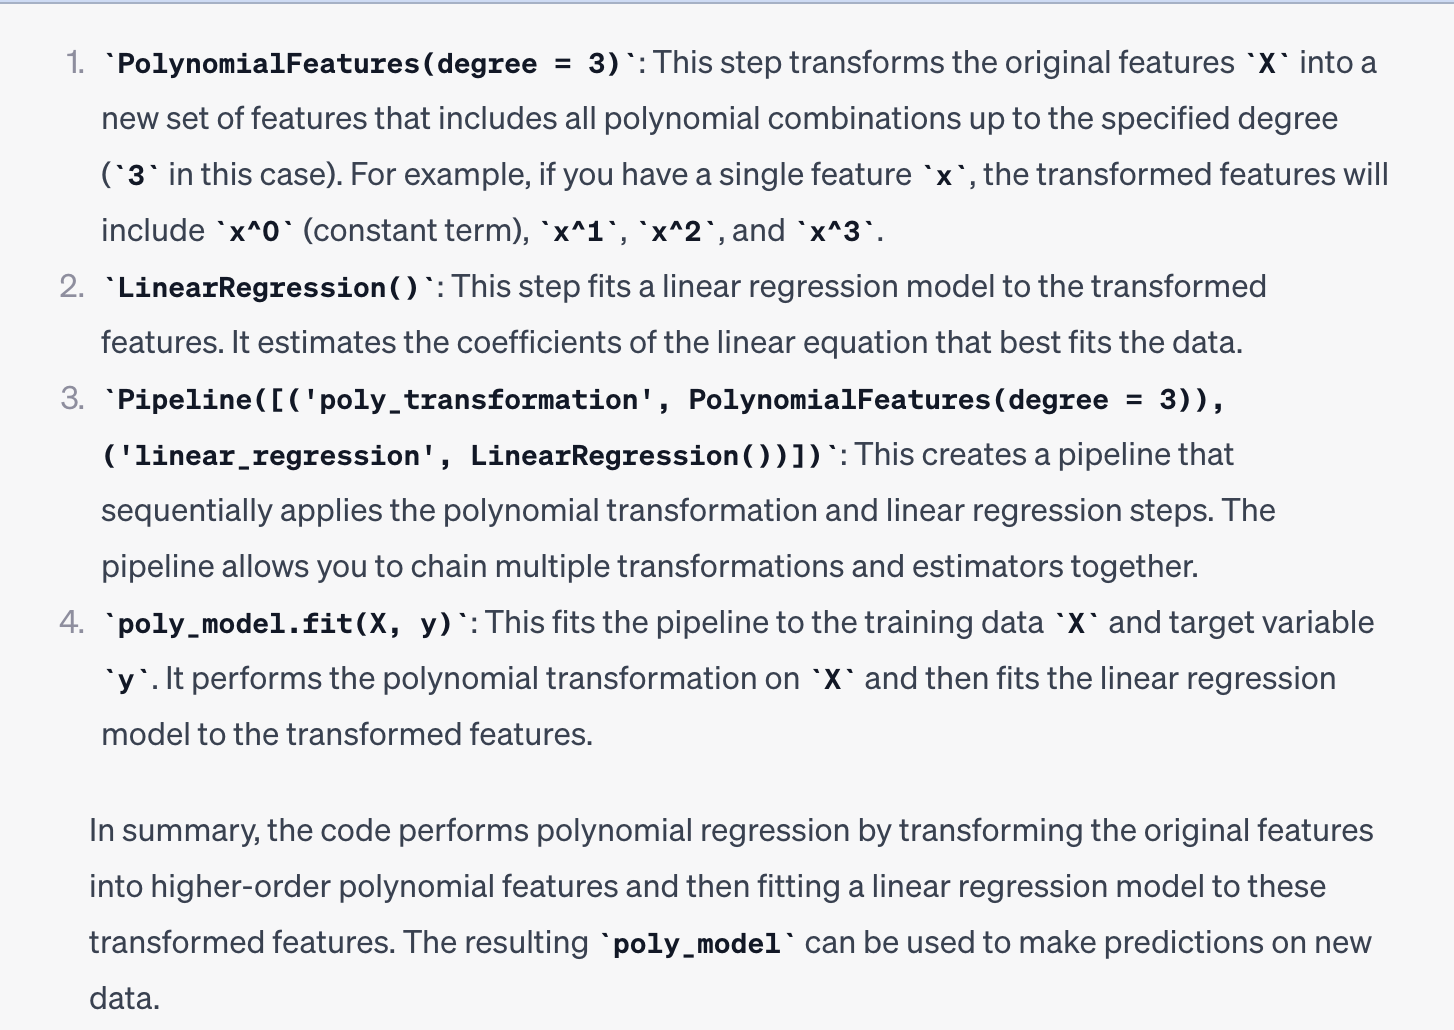 1. `PolynomialFeatures(degree = 3)`: This step transforms the original features `X` into a
new set of features that includes all polynomial combinations up to the specified degree
(`3` in this case). For example, if you have a single feature `x`, the transformed features will
include `x^0` (constant term), `x^1`, `x^2`, and `x^3`.
2. `LinearRegression()`: This step fits a linear regression model to the transformed
features. It estimates the coefficients of the linear equation that best fits the data.
3. `Pipeline([('poly_transformation', PolynomialFeatures(degree = 3)),
('linear_regression', LinearRegression())])`: This creates a pipeline that
sequentially applies the polynomial transformation and linear regression steps. The
pipeline allows you to chain multiple transformations and estimators together.
4. `poly_model.fit(X, y)`: This fits the pipeline to the training data `X` and target variable
`y`. It performs the polynomial transformation on `X` and then fits the linear regression
model to the transformed features.
In summary, the code performs polynomial regression by transforming the original features
into higher-order polynomial features and then fitting a linear regression model to these
transformed features. The resulting `poly_model` can be used to make predictions on new
data.